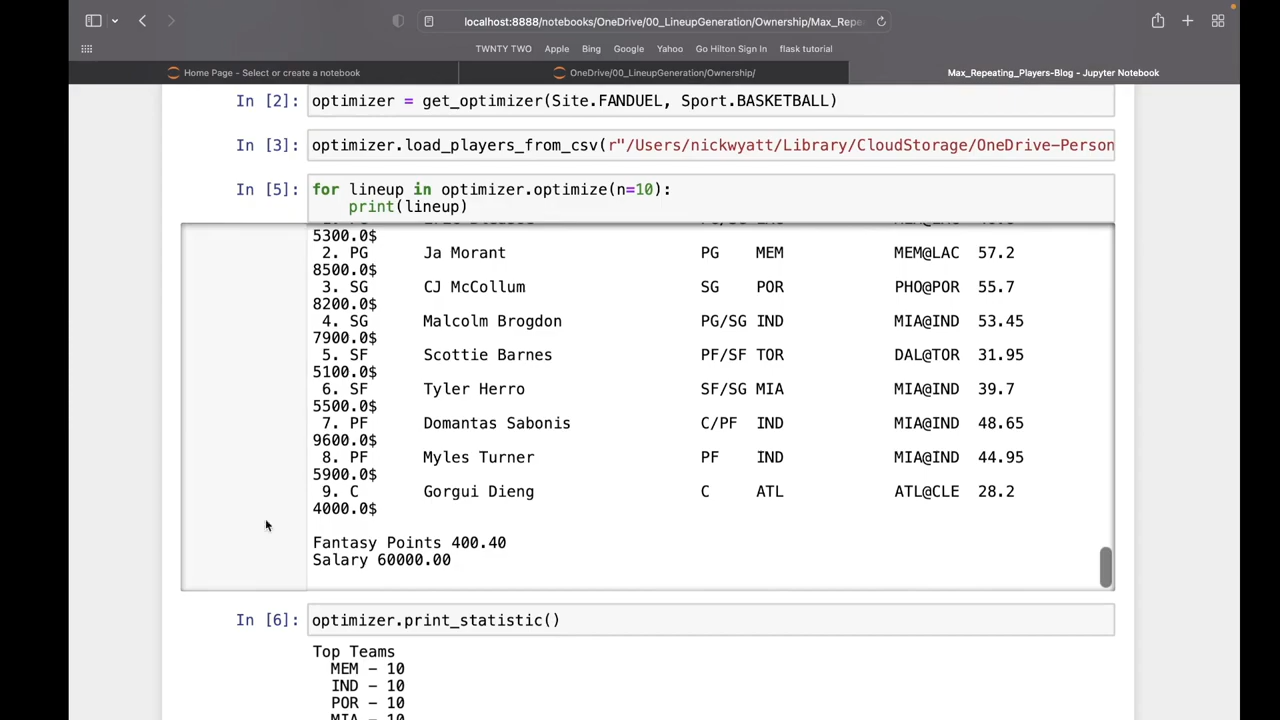 localhost:8888/notebooks/OneDrive/00_LineupGeneration/Ownership/Max_Repe
TWNTY TWO Apple Bing Google Yahoo Go Hilton Sign In flask tutorial
Home Page - Select or create a notebook OneDrive/00_LineupGeneration/Ownership/ Max_Repeating_Players-Blog - Jupyter Notebook
In [2]: optimizer = get_optimizer(Site.FANDUEL, Sport.BASKETBALL)
In [3]: optimizer.load_players_from_csv(r"/Users/nickwyatt/Library/CloudStorage/OneDrive-Person
In [5]: for lineup in optimizer.optimize(n=10):
print(lineup)
5300.0$
2. PG Ja Morant PG MEM MEM@LAC 57.2
8500.0$
3. SG CJ McCollum SG POR PHO@POR 55.7
8200.0$
4. SG Malcolm Brogdon PG/SG IND MIA@IND 53.45
7900.0$
5. SF Scottie Barnes PF/SF TOR DAL@TOR 31.95
5100.0$
6. SF Tyler Herro SF/SG MIA MIA@IND 39.7
5500.0$
7. PF Domantas Sabonis C/PF IND MIA@IND 48.65
9600.0$
8. PF Myles Turner PF IND MIA@IND 44.95
5900.0$
9. C Gorgui Dieng C ATL ATL@CLE 28.2
4000.0$
Fantasy Points 400.40
Salary 60000.00
In [6]: optimizer.print_statistic()
Top Teams
MEM - 10
IND - 10
POR - 10
MIA - 10